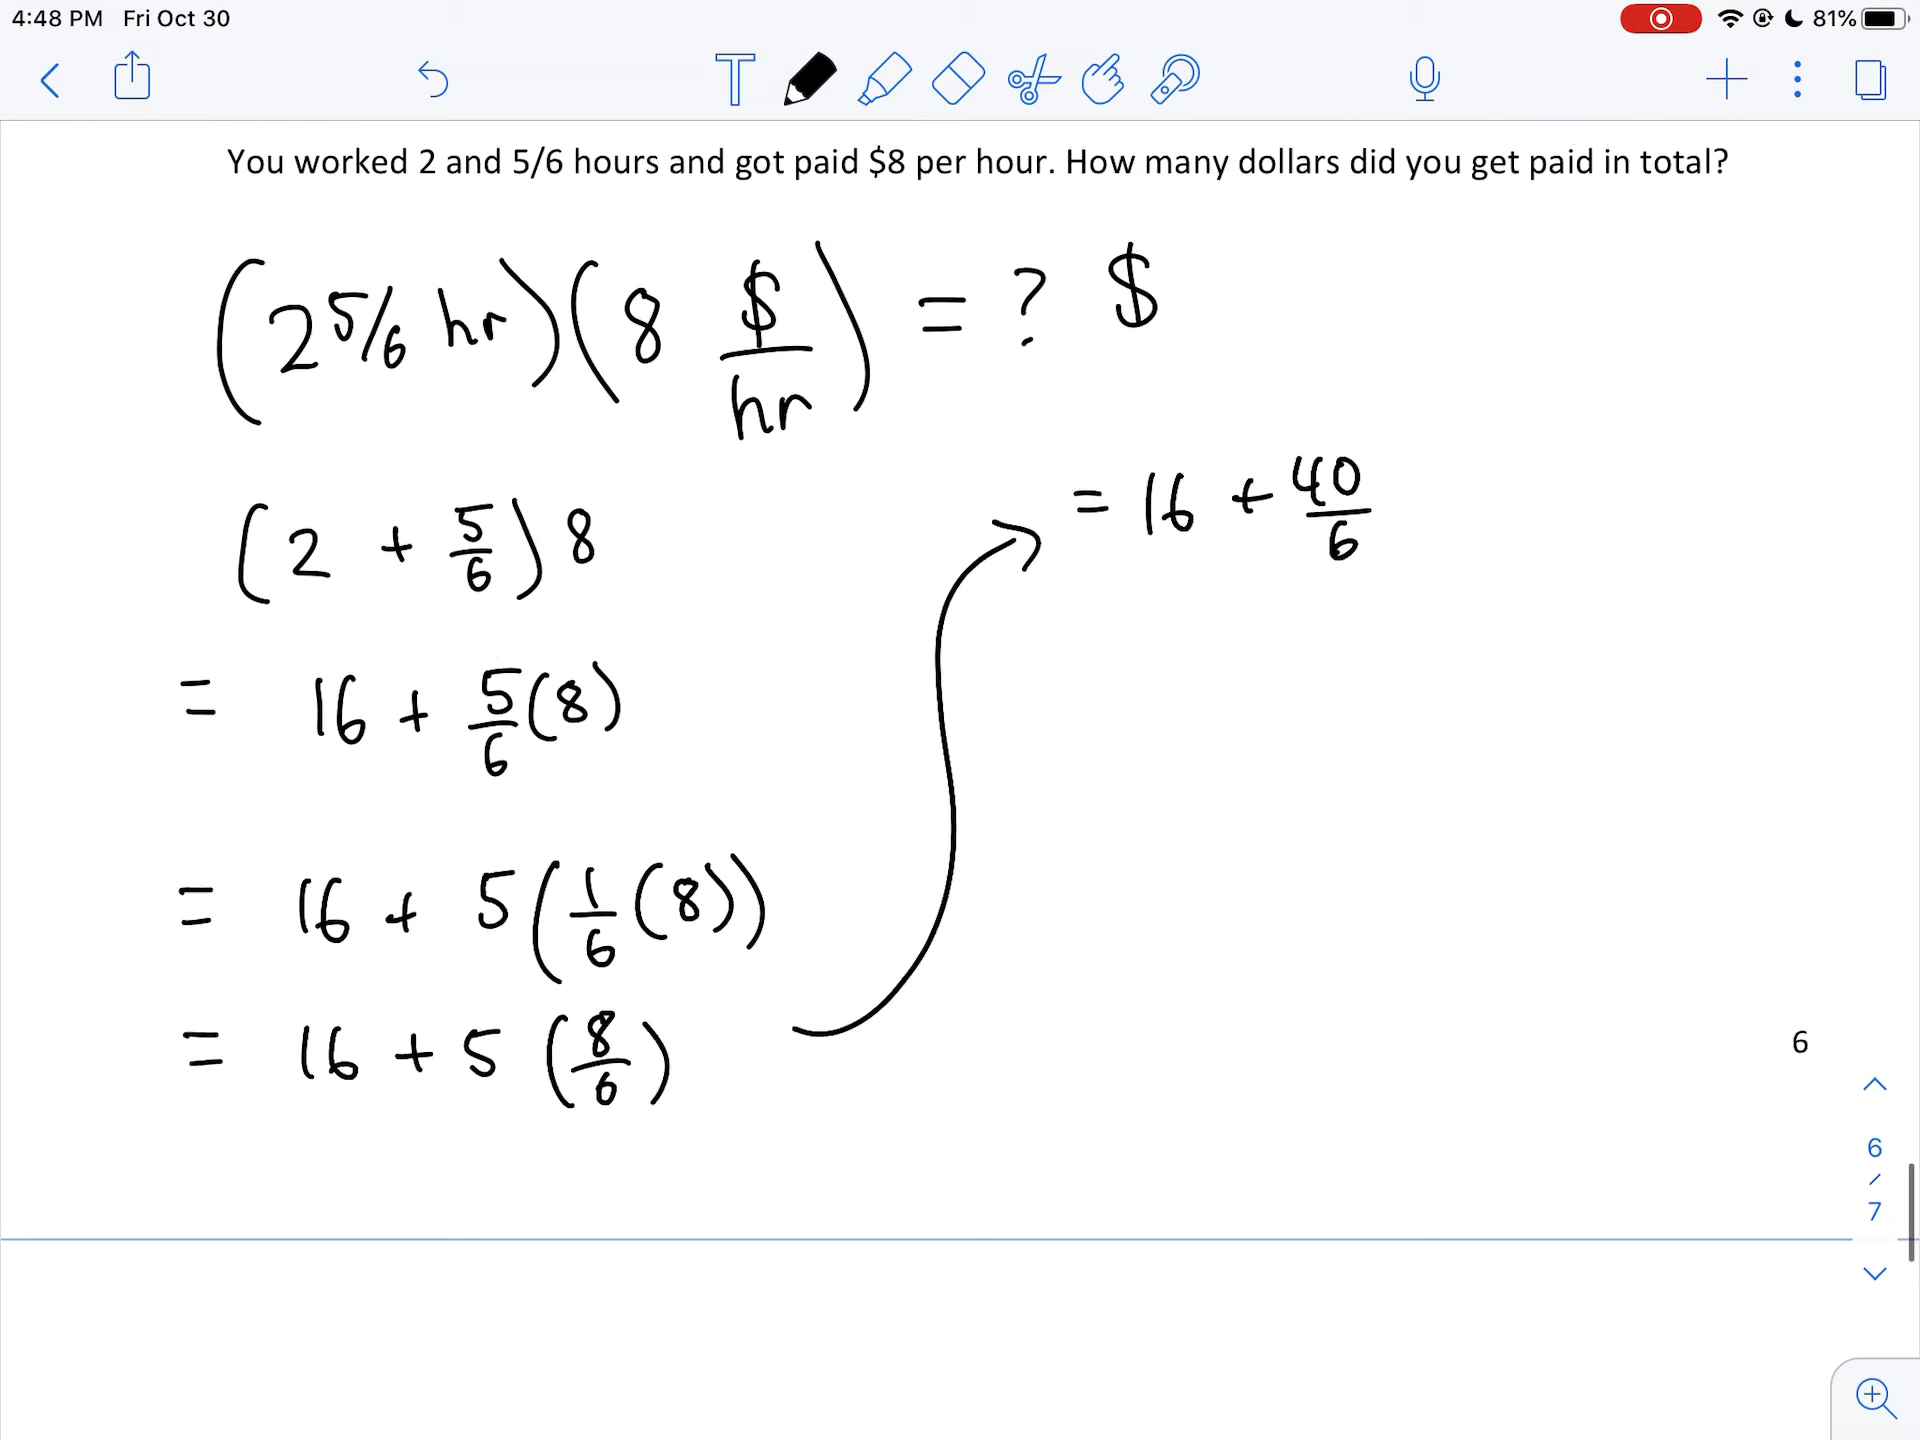 4:48 PM Fri Oct 30 81%
T
You worked 2 and 5/6 hours and got paid $8 per hour. How many dollars did you get paid in total?
(2 5/6 hr)(8 $/hr) = ? $
(2 + 5/6) 8
= 16 + 5/6(8)
= 16 + 5(1/6(8))
= 16 + 5(8/6)
= 16 + 40/6
6
6/7